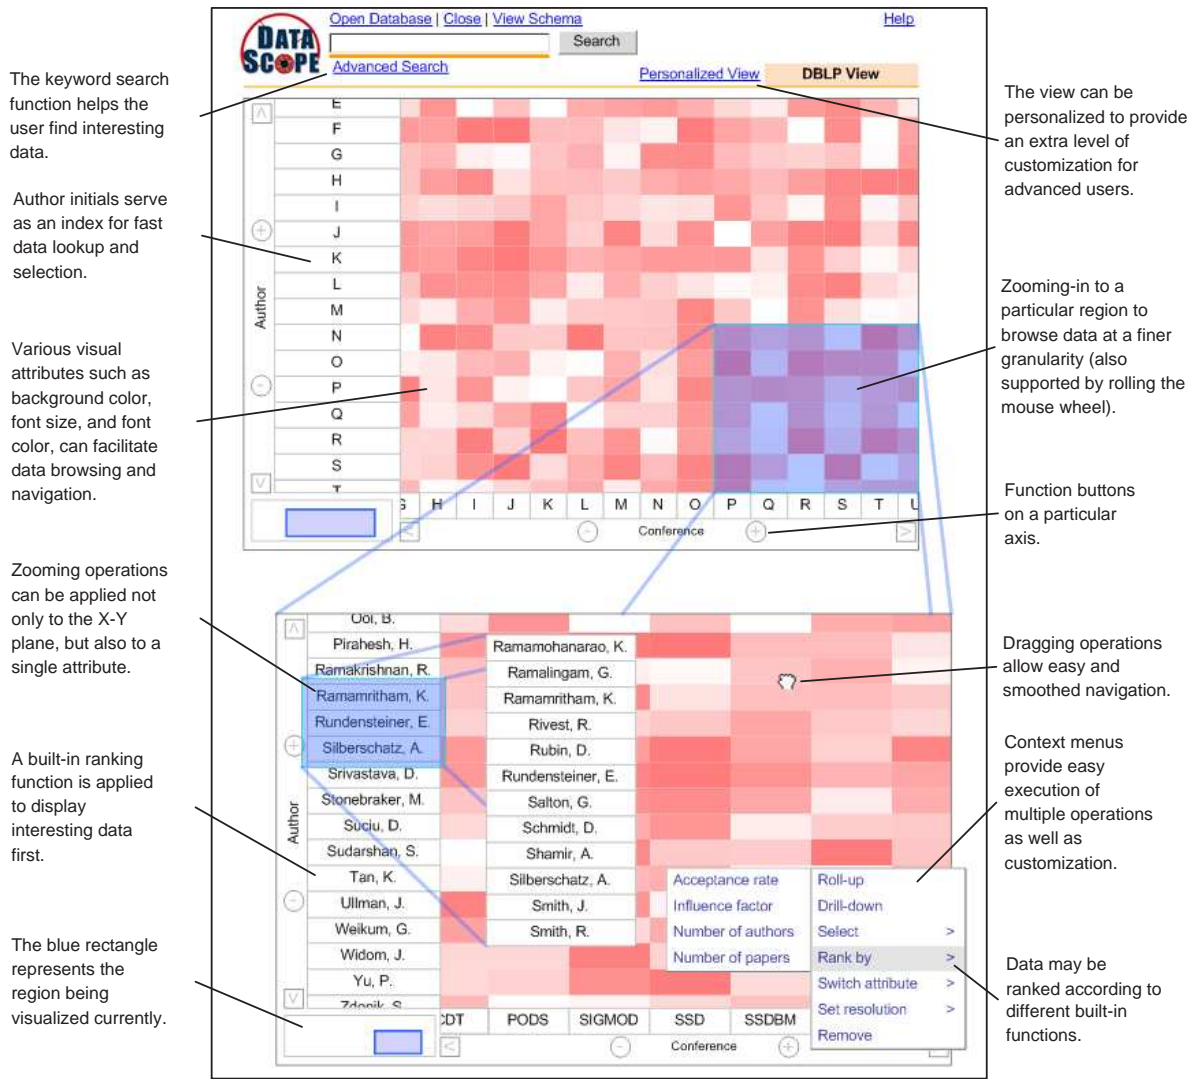 The keyword search
function helps the
user find interesting
data.
Author initials serve
as an index for fast
data lookup and
selection.
Various visual
attributes such as
background color,
font size, and font
color, can facilitate
data browsing and
navigation.
Zooming operations
can be applied not
only to the X-Y
plane, but also to a
single attribute.
A built-in ranking
function is applied
to display
interesting data
first.
The blue rectangle
represents the
region being
visualized currently.
DATA
SCOPE
Open Database | Close | View Schema
Help
Search
Advanced Search
Personalized View
DBLP View
Author
E
F
G
H
I
J
K
L
M
N
O
P
Q
R
S
T
G H I J K L M N O P Q R S T U
< - Conference + >
Author
Ooi, B.
Pirahesh, H.
Ramakrishnan, R.
Ramamritham, K.
Rundensteiner, E.
Silberschatz, A.
Srivastava, D.
Stonebraker, M.
Suciu, D.
Sudarshan, S.
Tan, K.
Ullman, J.
Weikum, G.
Widom, J.
Yu, P.
Zdonik, S.
Ramamohanarao, K.
Ramalingam, G.
Ramamritham, K.
Rivest, R.
Rubin, D.
Rundensteiner, E.
Salton, G.
Schmidt, D.
Shamir, A.
Silberschatz, A.
Smith, J.
Smith, R.
Acceptance rate
Influence factor
Number of authors
Number of papers
Roll-up
Drill-down
Select >
Rank by >
Switch attribute >
Set resolution >
Remove
CDT PODS SIGMOD SSD SSDBM
< - Conference +
The view can be
personalized to provide
an extra level of
customization for
advanced users.
Zooming-in to a
particular region to
browse data at a finer
granularity (also
supported by rolling the
mouse wheel).
Function buttons
on a particular
axis.
Dragging operations
allow easy and
smoothed navigation.
Context menus
provide easy
execution of
multiple operations
as well as
customization.
Data may be
ranked according to
different built-in
functions.